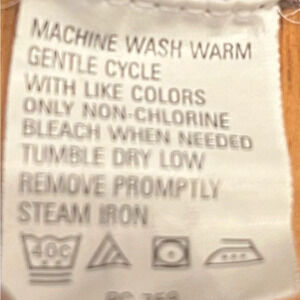 MACHINE WASH WARM
GENTLE CYCLE
WITH LIKE COLORS
ONLY NON-CHLORINE
BLEACH WHEN NEEDED
TUMBLE DRY LOW
REMOVE PROMPTLY
STEAM IRON
40C